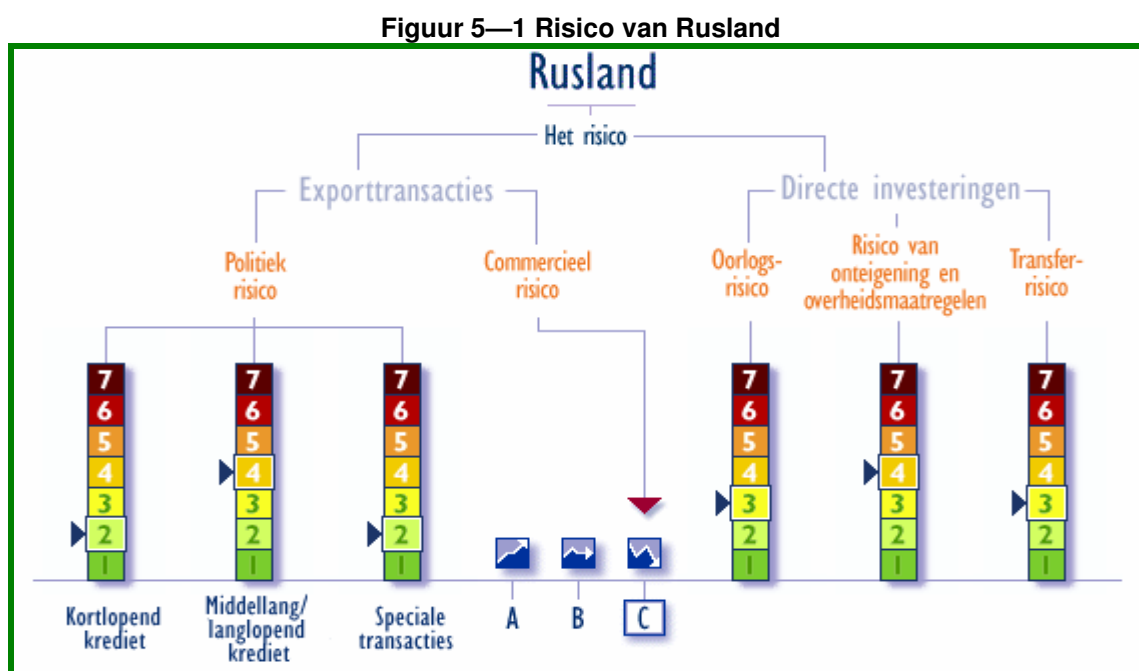 Figuur 5—1 Risico van Rusland
Rusland
Het risico
Exporttransacties
Directe investeringen
Politiek
risico
Commercieel
risico
Oorlogs-
risico
Risico van
onteigening en
overheidsmaatregelen
Transfer-
risico
7 7 7 7 7 7
6 6 6 6 6 6
5 5 5 5 5 5
4 4 4 4 4 4
3 3 3 3 3 3
2 2 2 2 2 2
1 1 1 1 1 1
Kortlopend
krediet
Middellang/
langlopend
krediet
Speciale
transacties
A B C